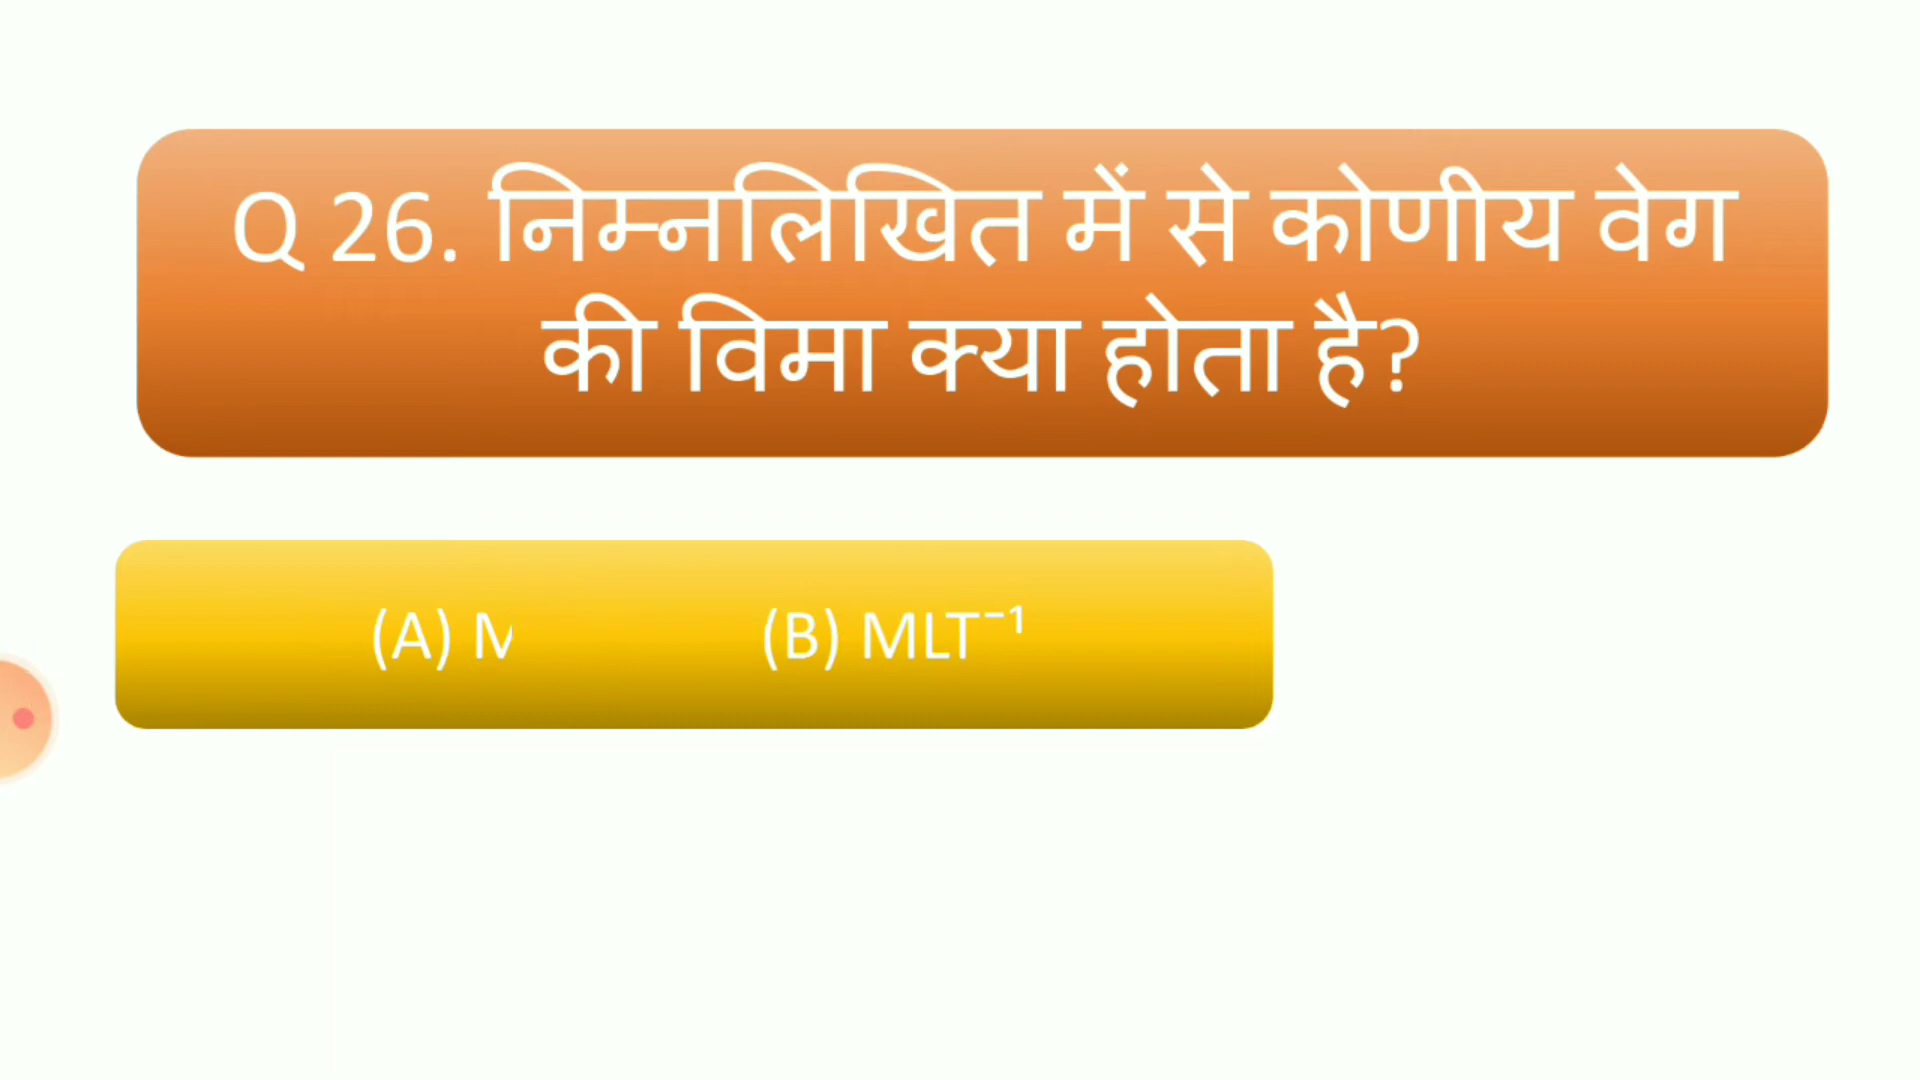 Q 26. निम्नलिखित में से कोणीय वेग
की विमा क्या होता है?
(A) (B) MLT⁻¹